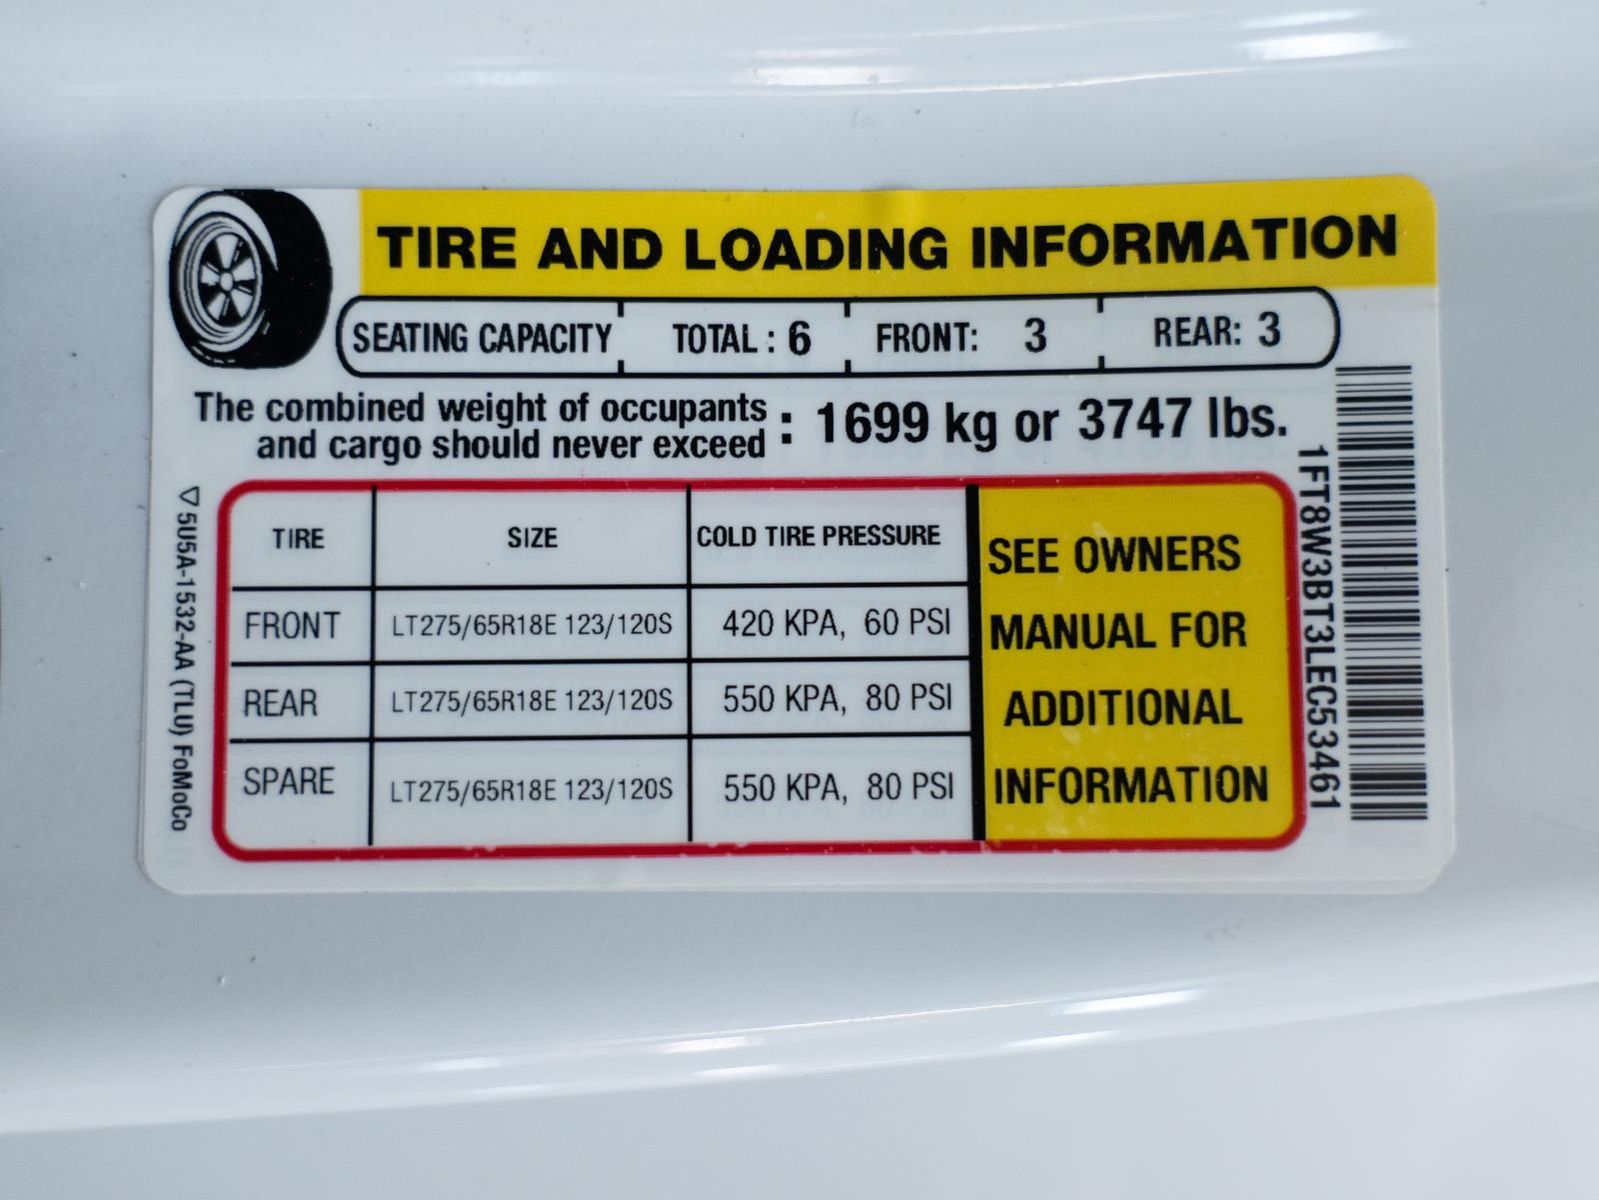 TIRE AND LOADING INFORMATION
SEATING CAPACITY TOTAL : 6 FRONT: 3 REAR: 3
The combined weight of occupants
and cargo should never exceed : 1699 kg or 3747 lbs.
TIRE SIZE COLD TIRE PRESSURE
FRONT LT275/65R18E 123/120S 420 KPA, 60 PSI
REAR LT275/65R18E 123/120S 550 KPA, 80 PSI
SPARE LT275/65R18E 123/120S 550 KPA, 80 PSI
SEE OWNERS
MANUAL FOR
ADDITIONAL
INFORMATION
5U5A-1532-AA (TLU) FoMoCo
1FT8W3BT3LEC53461